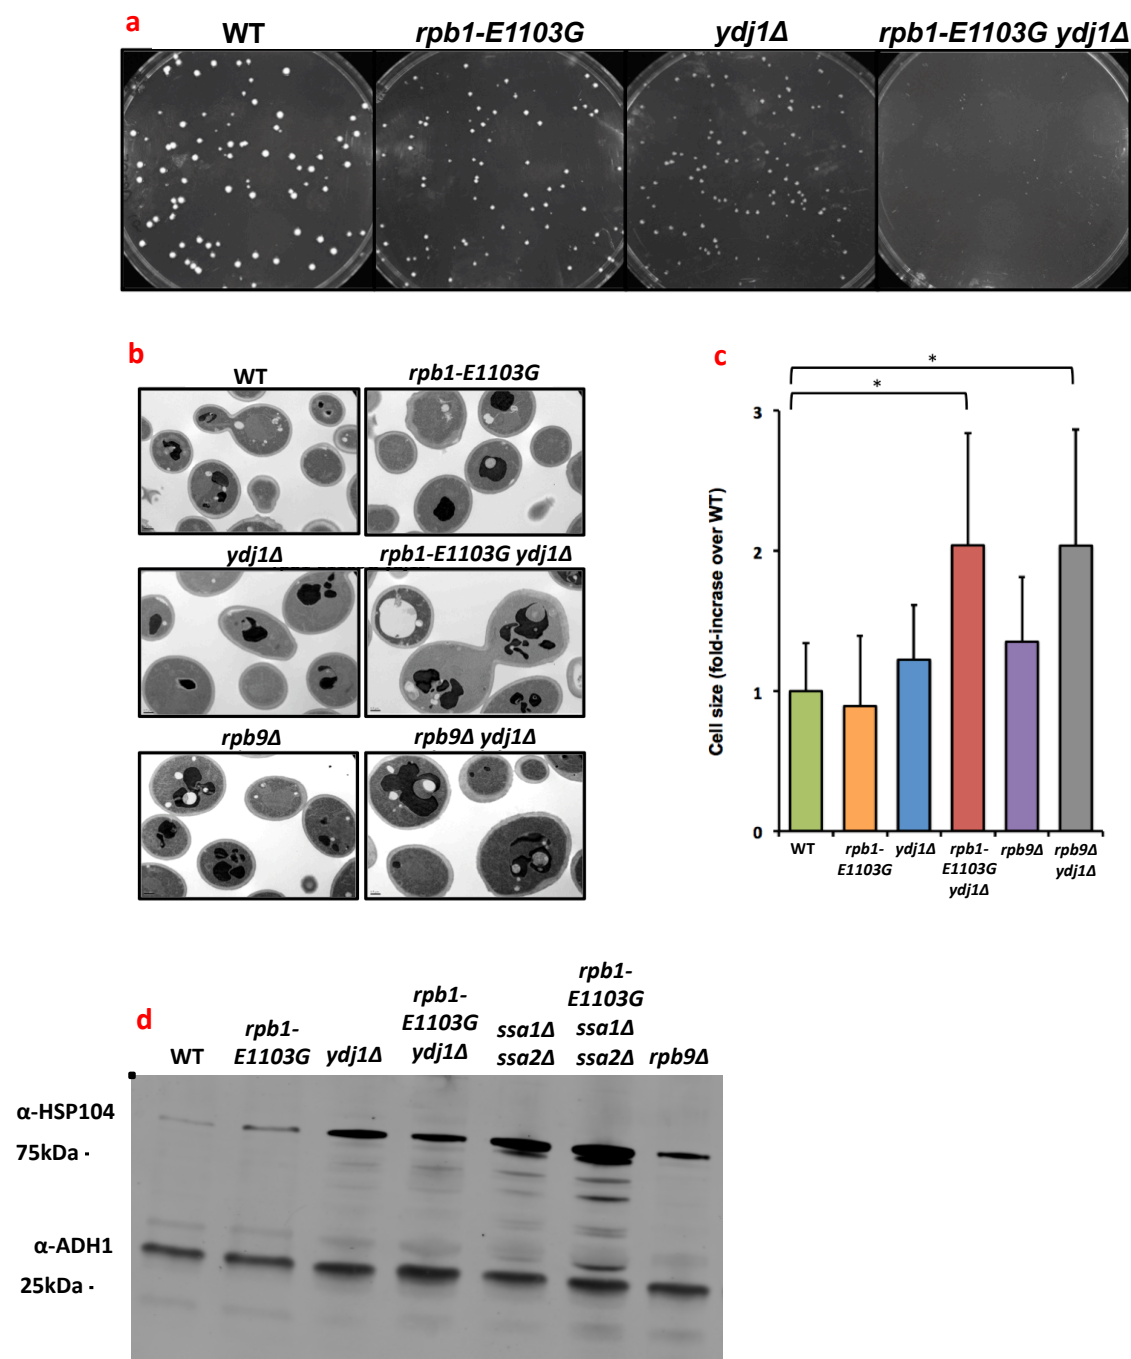 a
WT
rpb1-E1103G
ydj1Δ
rpb1-E1103G ydj1Δ
b
WT
rpb1-E1103G
ydj1Δ
rpb1-E1103G ydj1Δ
rpb9Δ
rpb9Δ ydj1Δ
c
*
*
Cell size (fold-incrase over WT)
3
2
1
0
WT
rpb1-
E1103G
ydj1Δ
rpb1-
E1103G
ydj1Δ
rpb9Δ
rpb9Δ
ydj1Δ
d
WT
rpb1-
E1103G
ydj1Δ
rpb1-
E1103G
ydj1Δ
ssa1Δ
ssa2Δ
rpb1-
E1103G
ssa1Δ
ssa2Δ
rpb9Δ
α-HSP104
75kDa -
α-ADH1
25kDa -